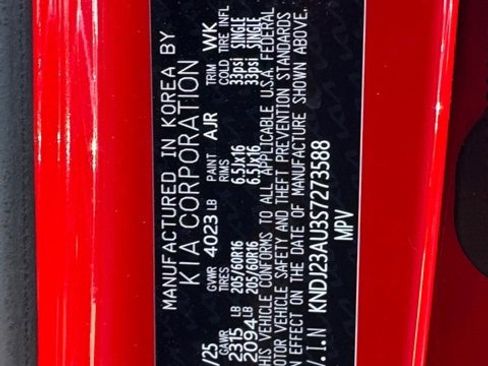 MANUFACTURED IN KOREA BY
KIA CORPORATION
/25 GVWR 4023 LB PAINT AJR TRIM WK
GAWR TIRES RIMS COLD TIRE INFL
2315 LB 205/60R16 6.5Jx16 33psi SINGLE
2094 LB 205/60R16 6.5Jx16 33psi SINGLE
THIS VEHICLE CONFORMS TO ALL APPLICABLE U.S.A. FEDERAL
MOTOR VEHICLE SAFETY AND THEFT PREVENTION STANDARDS
IN EFFECT ON THE DATE OF MANUFACTURE SHOWN ABOVE.
V.I.N KNDJ23AU3S7273588
MPV